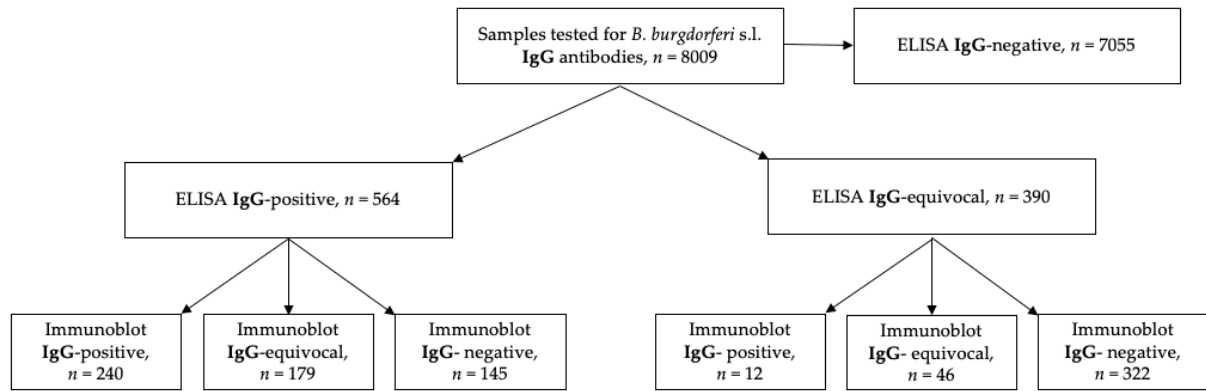 Samples tested for B. burgdorferi s.l.
IgG antibodies, n = 8009
ELISA IgG-negative, n = 7055
ELISA IgG-positive, n = 564
ELISA IgG-equivocal, n = 390
Immunoblot
IgG-positive,
n = 240
Immunoblot
IgG-equivocal,
n = 179
Immunoblot
IgG- negative,
n = 145
Immunoblot
IgG- positive,
n = 12
Immunoblot
IgG- equivocal,
n = 46
Immunoblot
IgG- negative,
n = 322